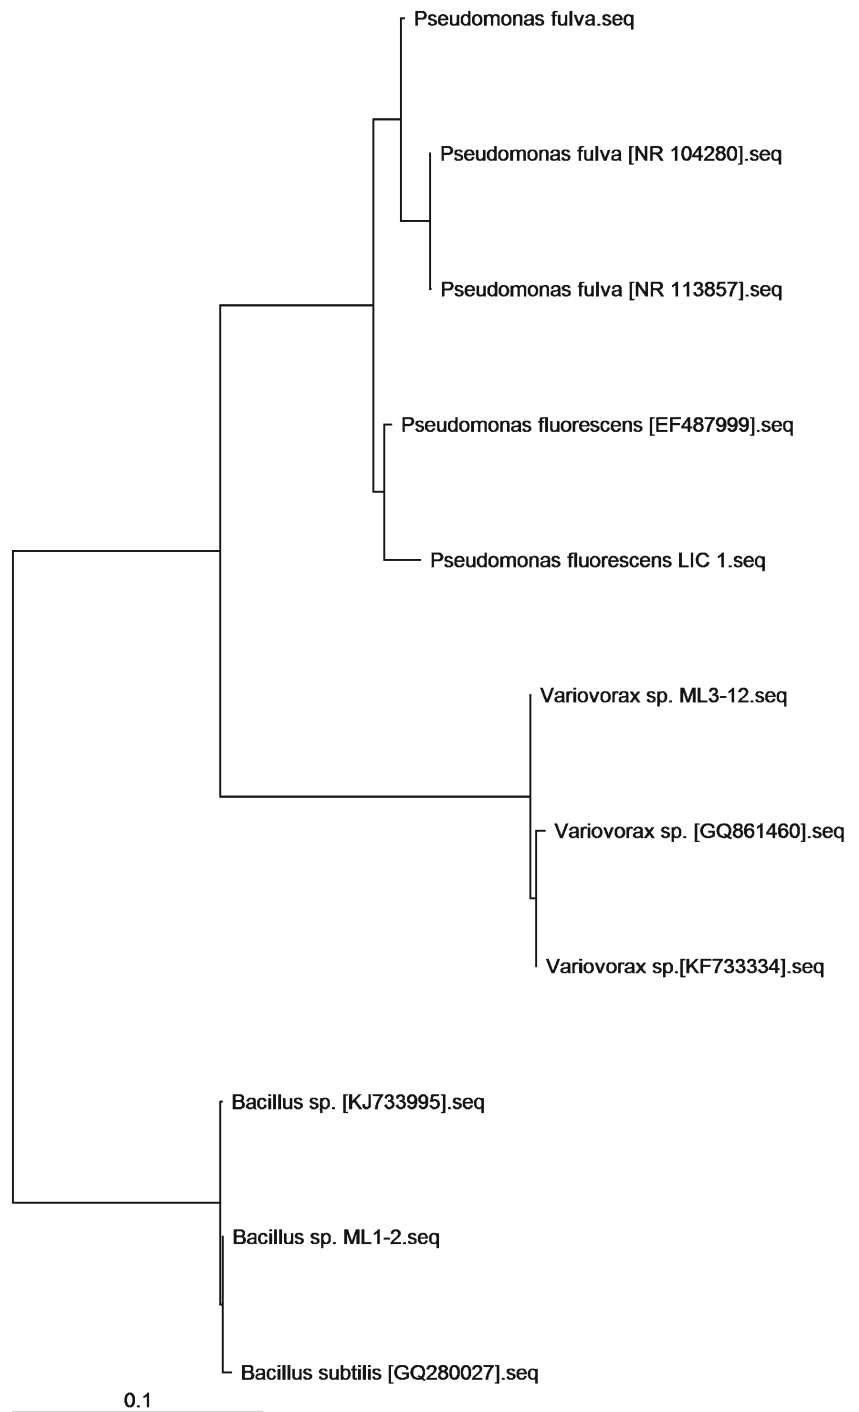 Pseudomonas fulva.seq
Pseudomonas fulva [NR 104280].seq
Pseudomonas fulva [NR 113857].seq
Pseudomonas fluorescens [EF487999].seq
Pseudomonas fluorescens LIC 1.seq
Variovorax sp. ML3-12.seq
Variovorax sp. [GQ861460].seq
Variovorax sp.[KF733334].seq
Bacillus sp. [KJ733995].seq
Bacillus sp. ML1-2.seq
Bacillus subtilis [GQ280027].seq
0.1